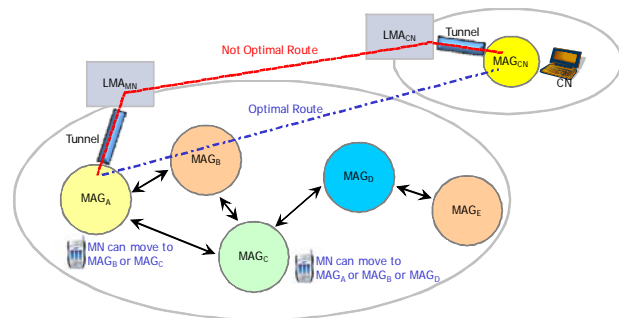 LMA_CN
Tunnel
Not Optimal Route
MAG_CN
CN
LMA_MN
Optimal Route
Tunnel
MAG_B
MAG_D
MAG_A
MAG_E
MAG_C
MN can move to
MAG_B or MAG_C
MN can move to
MAG_A or MAG_B or MAG_D